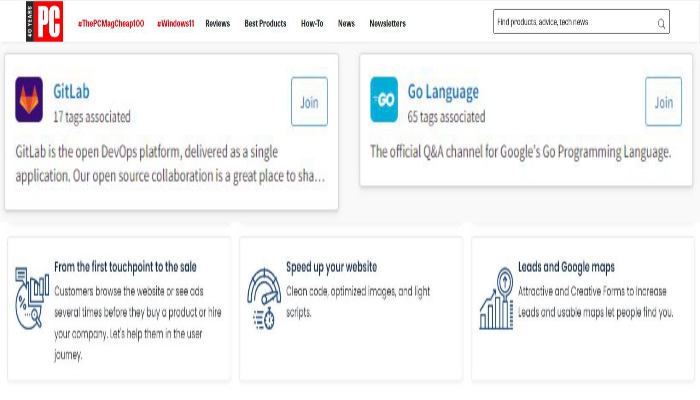 40 YEARS
PC
#ThePCMagCheap100 #Windows11 Reviews Best Products How-To News Newsletters
Find products, advice, tech news
GitLab
17 tags associated
Join
GitLab is the open DevOps platform, delivered as a single
application. Our open source collaboration is a great place to sha...
GO
Go Language
65 tags associated
Join
The official Q&A channel for Google's Go Programming Language.
From the first touchpoint to the sale
Customers browse the website or see ads
several times before they buy a product or hire
your company. Let's help them in the user
journey.
Speed up your website
Clean code, optimized images, and light
scripts.
Leads and Google maps
Attractive and Creative Forms to Increase
Leads and usable maps let people find you.